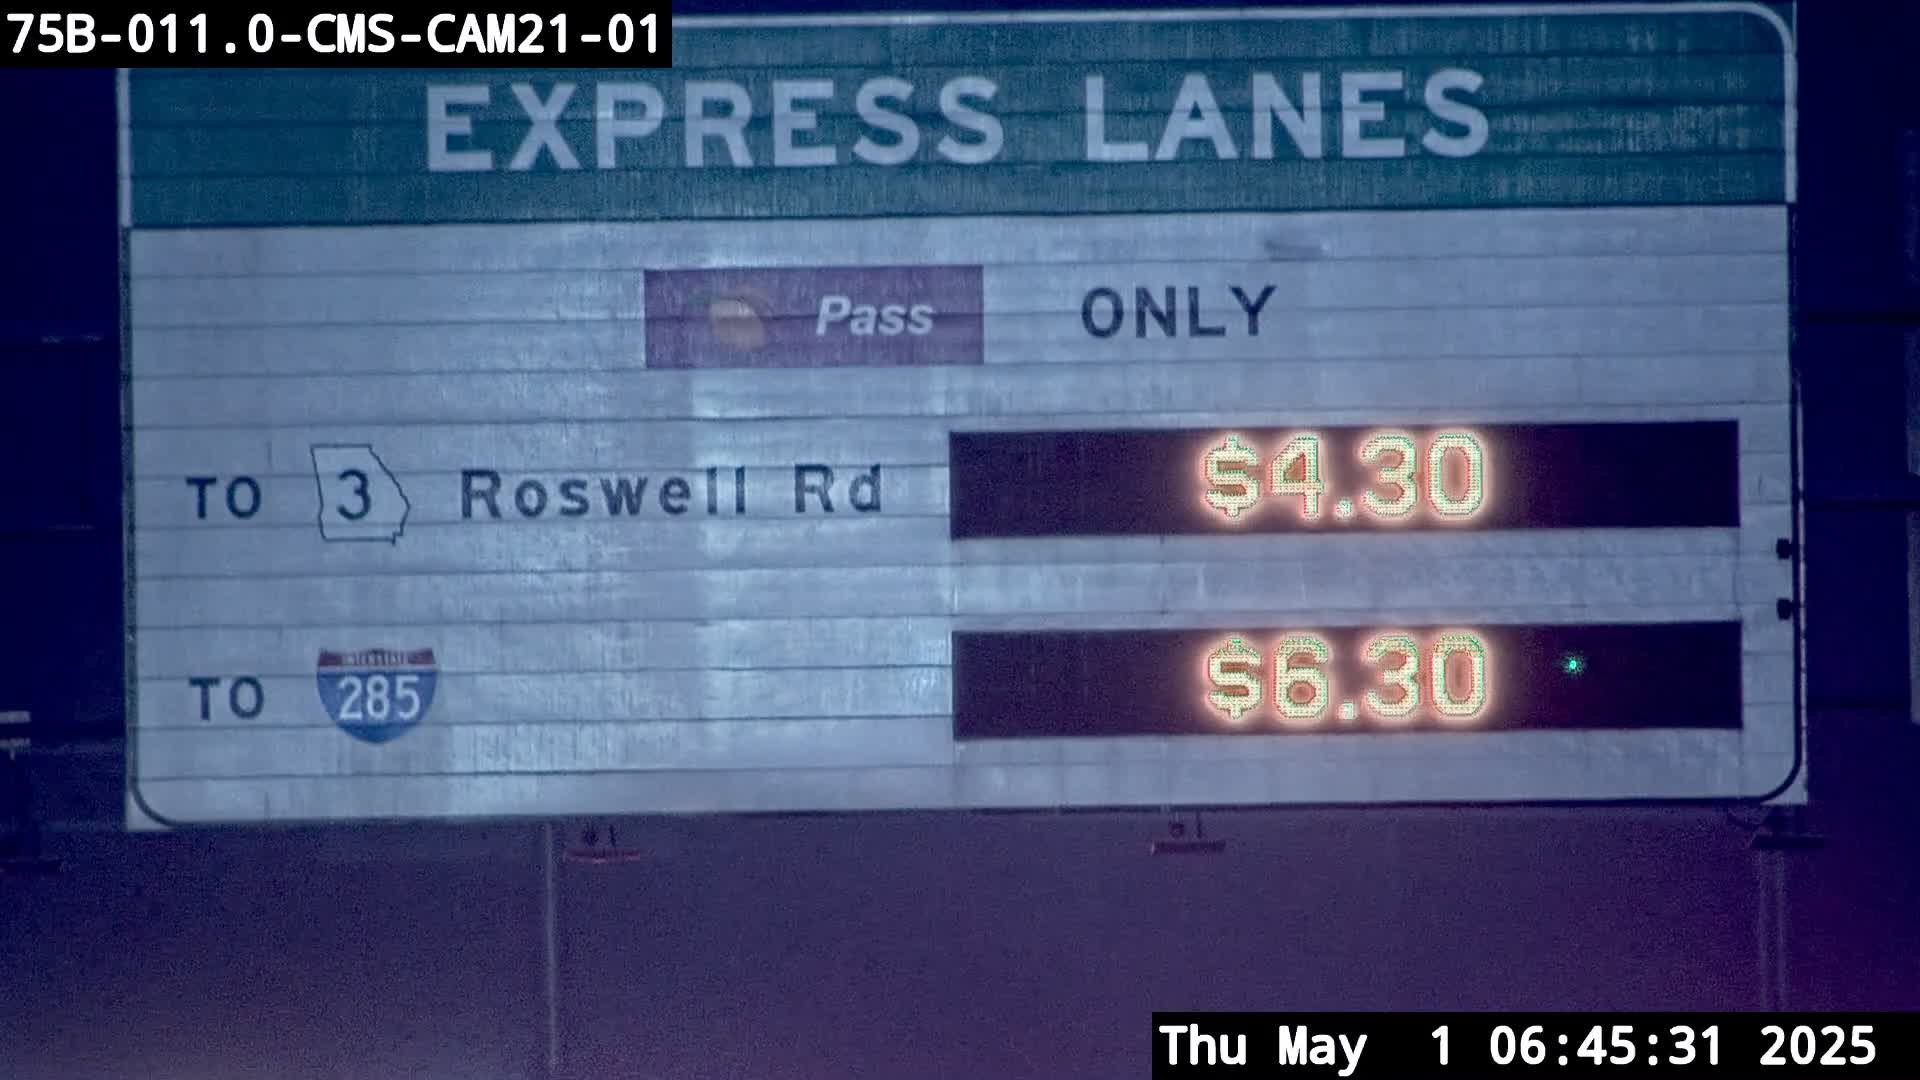 75B-011.0-CMS-CAM21-01
EXPRESS LANES
Pass ONLY
TO 3 Roswell Rd $4.30
INTERSTATE
TO 285 $6.30
Thu May 1 06:45:31 2025